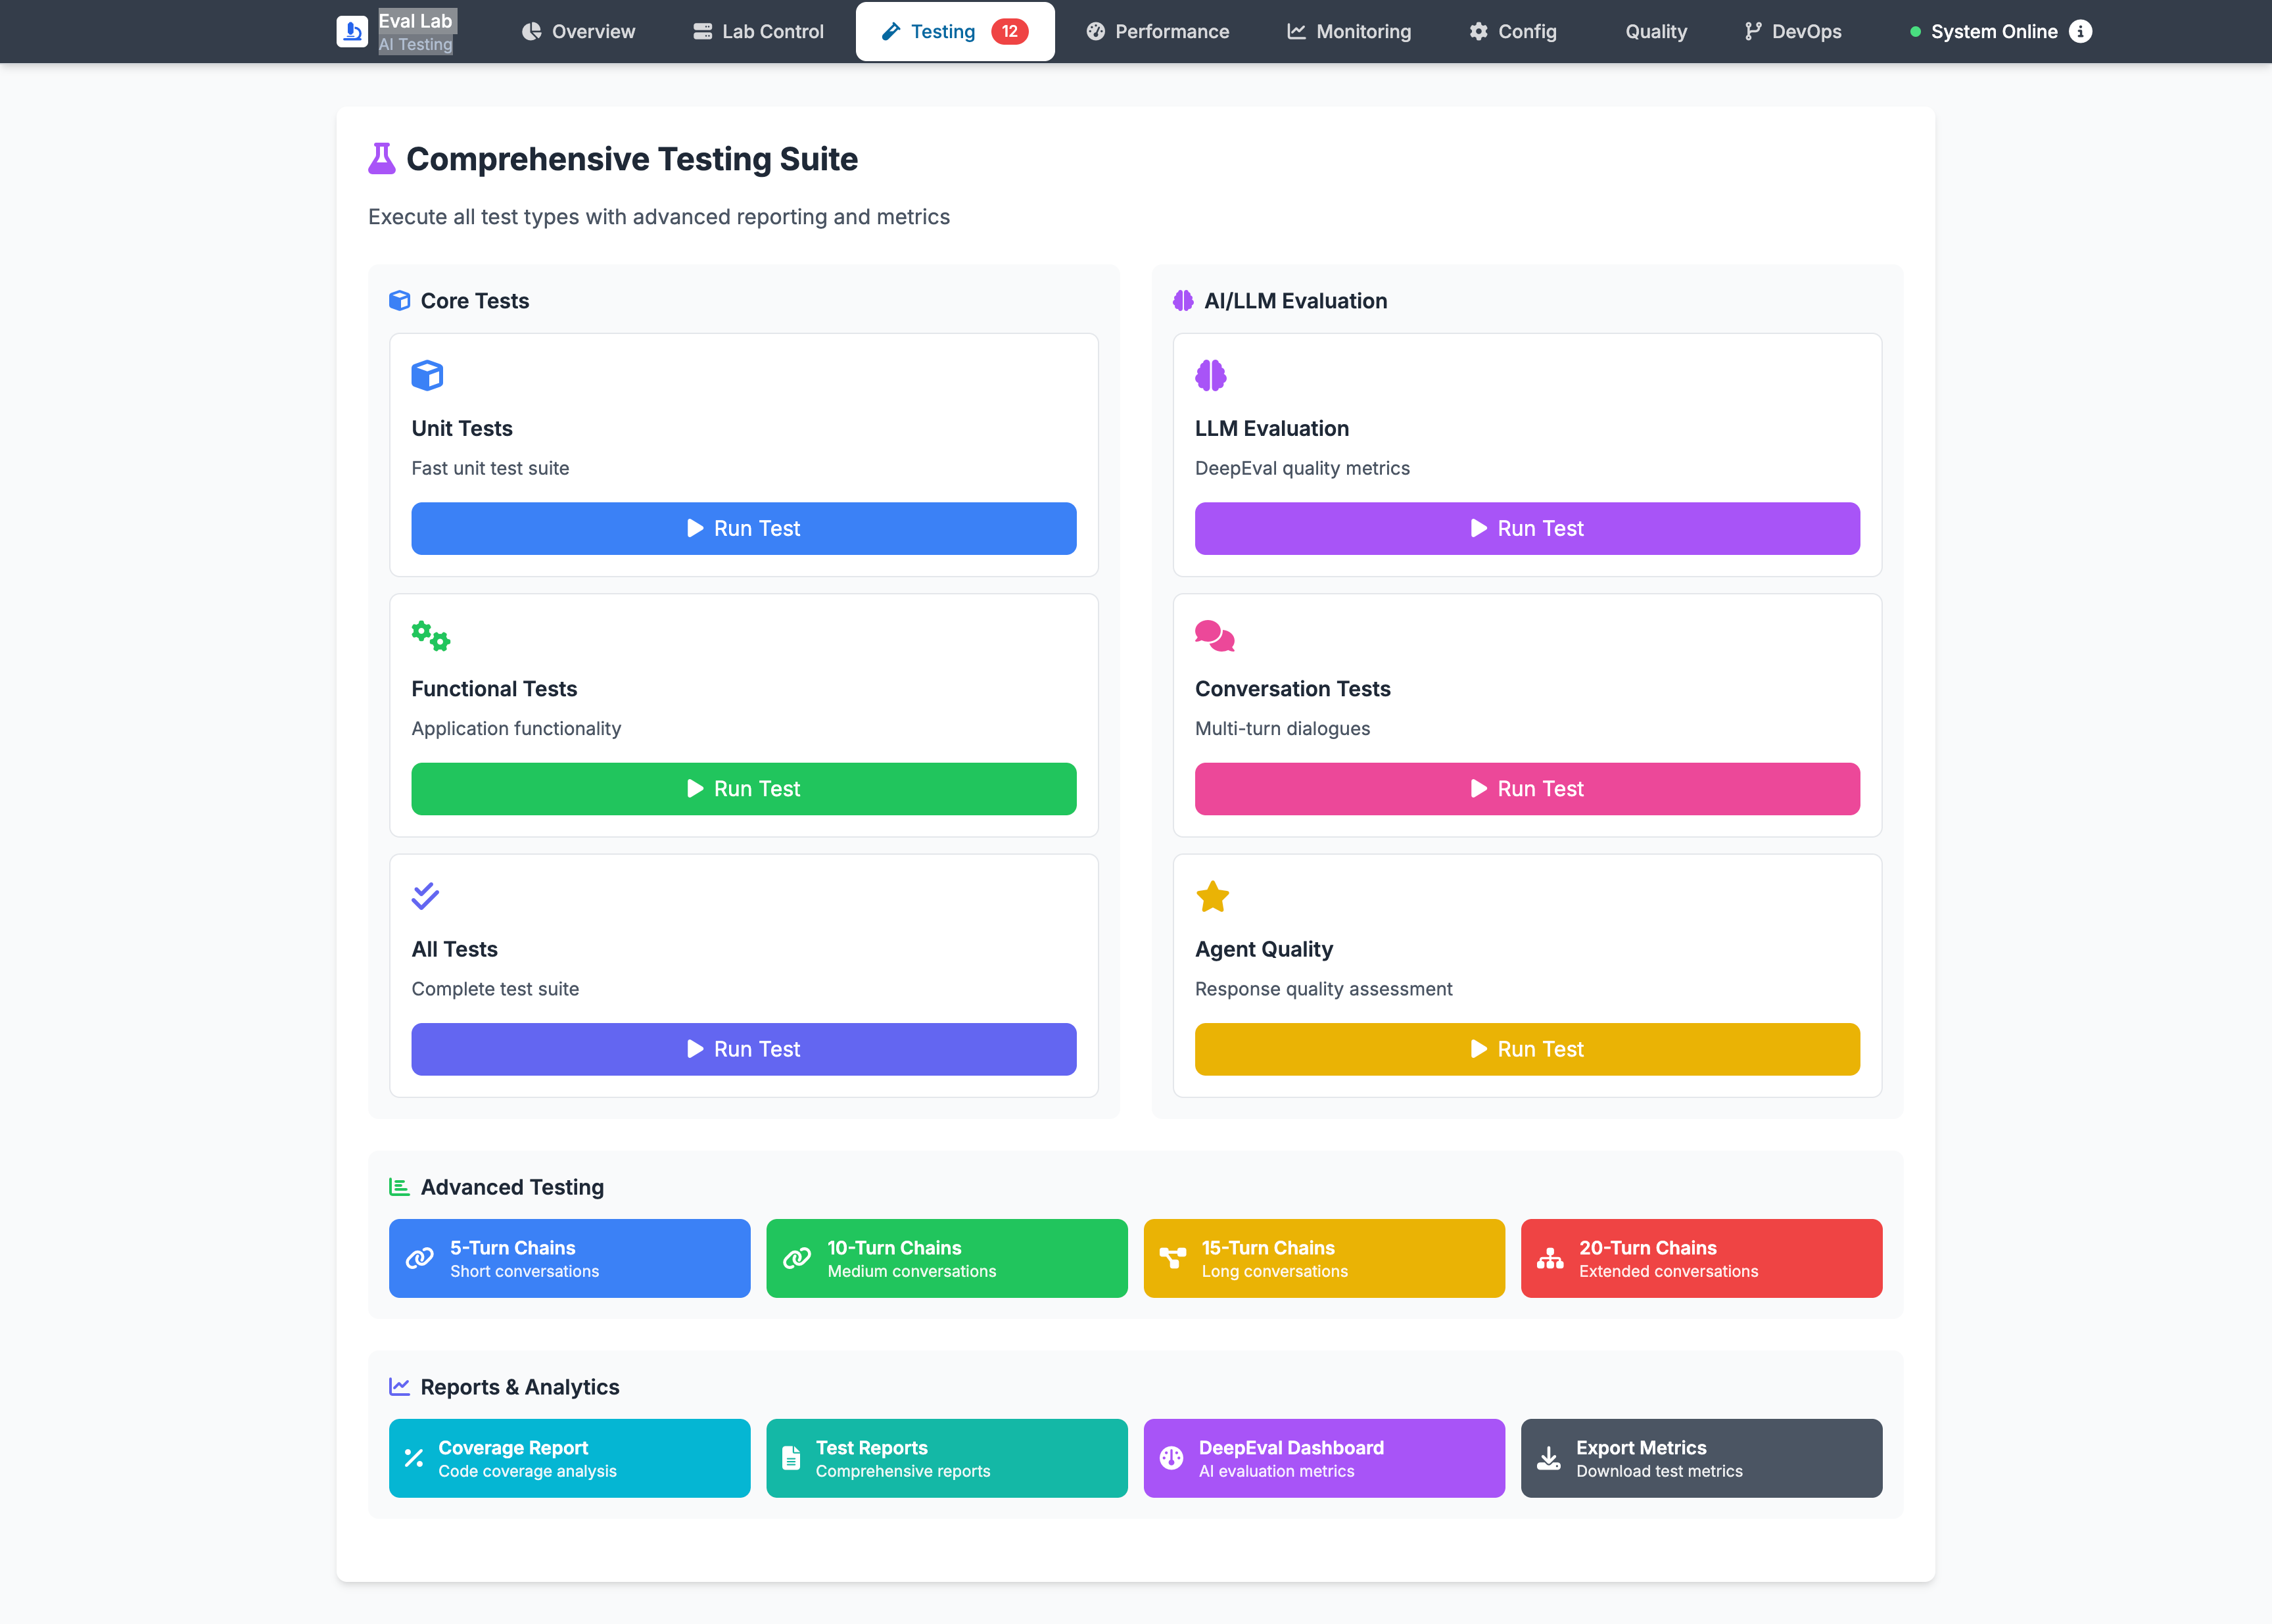 Eval Lab
AI Testing
Overview
Lab Control
Testing 12
Performance
Monitoring
Config
Quality
DevOps
System Online
Comprehensive Testing Suite
Execute all test types with advanced reporting and metrics
Core Tests
Unit Tests
Fast unit test suite
Run Test
Functional Tests
Application functionality
Run Test
All Tests
Complete test suite
Run Test
AI/LLM Evaluation
LLM Evaluation
DeepEval quality metrics
Run Test
Conversation Tests
Multi-turn dialogues
Run Test
Agent Quality
Response quality assessment
Run Test
Advanced Testing
5-Turn Chains
Short conversations
10-Turn Chains
Medium conversations
15-Turn Chains
Long conversations
20-Turn Chains
Extended conversations
Reports & Analytics
Coverage Report
Code coverage analysis
Test Reports
Comprehensive reports
DeepEval Dashboard
AI evaluation metrics
Export Metrics
Download test metrics